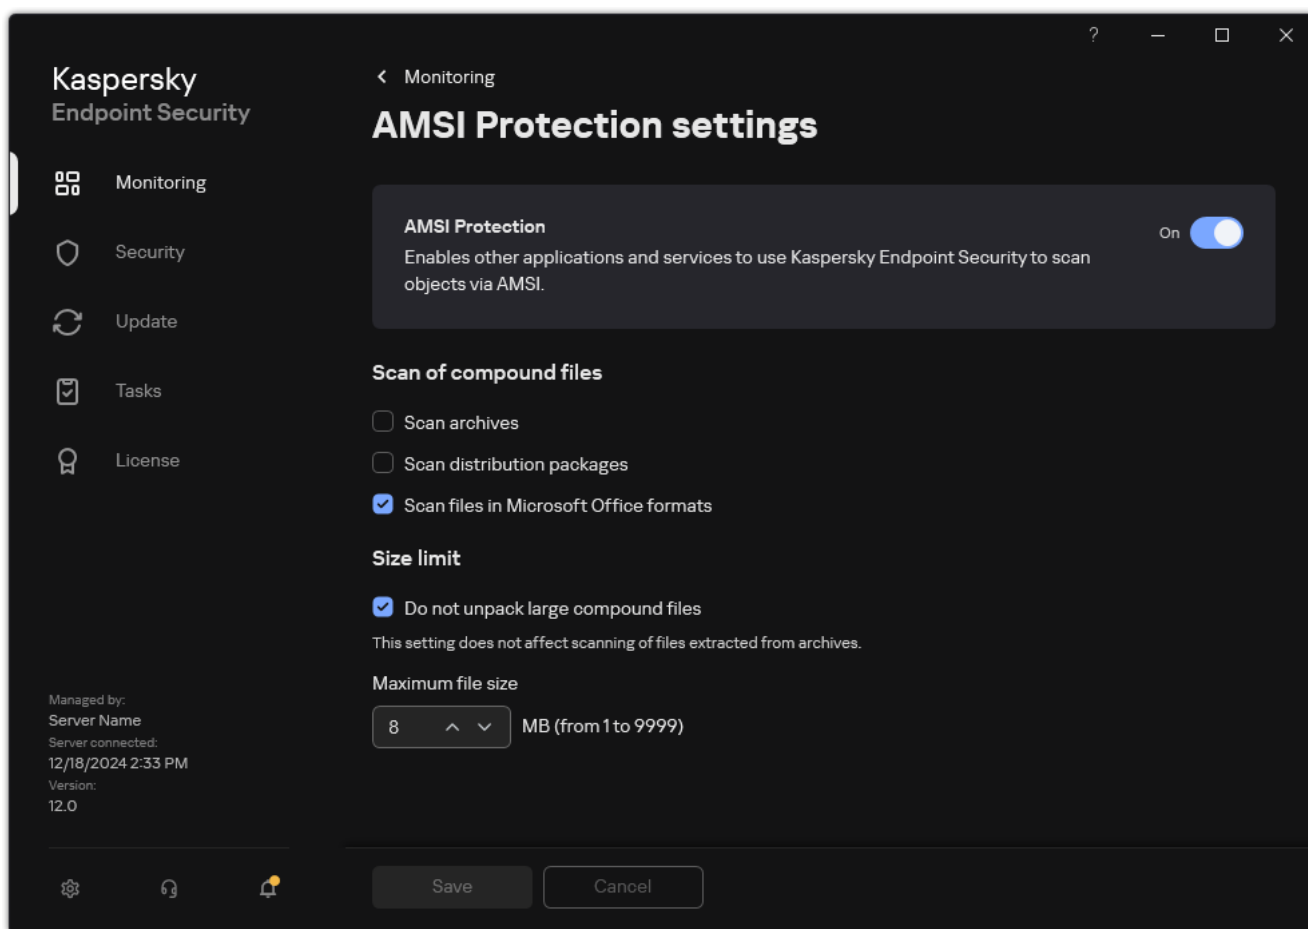 ?
Kaspersky
Endpoint Security
Monitoring
Security
Update
Tasks
License
Managed by:
Server Name
Server connected:
12/18/2024 2:33 PM
Version:
12.0
Monitoring
AMSI Protection settings
AMSI Protection
On
Enables other applications and services to use Kaspersky Endpoint Security to scan
objects via AMSI.
Scan of compound files
Scan archives
Scan distribution packages
Scan files in Microsoft Office formats
Size limit
Do not unpack large compound files
This setting does not affect scanning of files extracted from archives.
Maximum file size
8 MB (from 1 to 9999)
Save Cancel